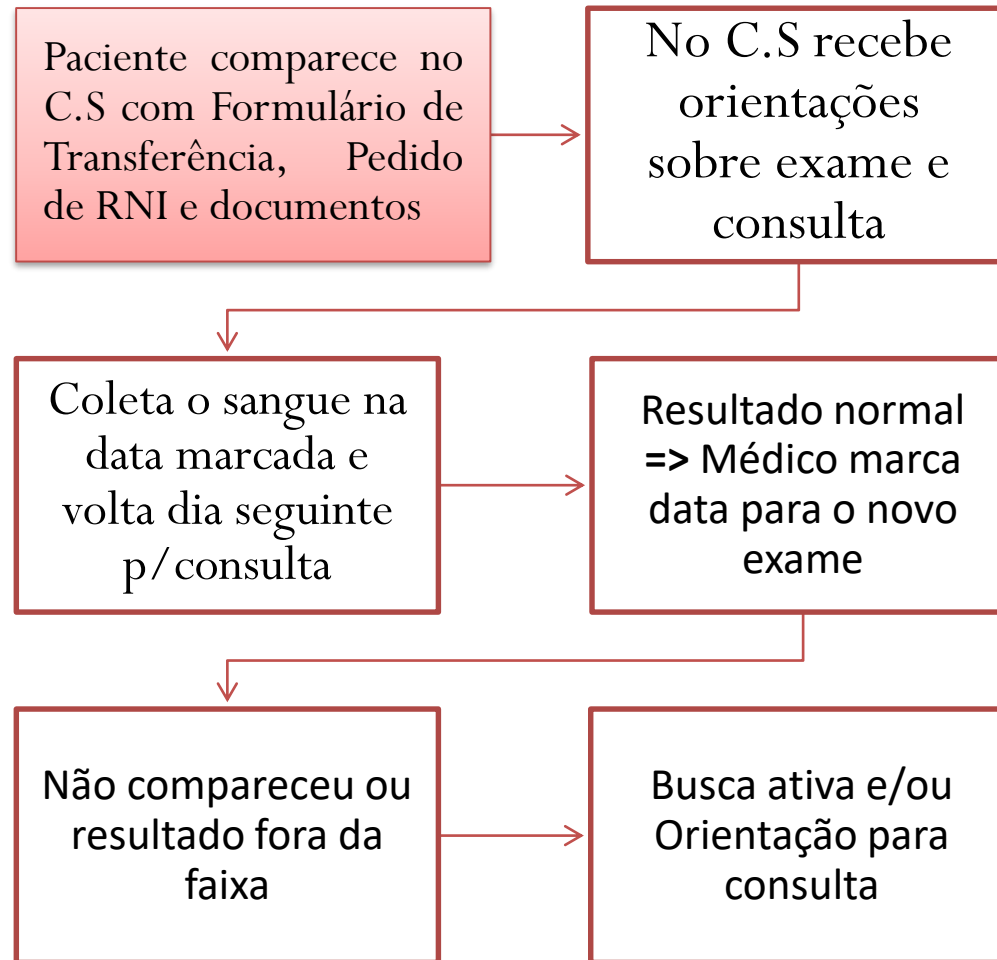 Paciente comparece no
C.S com Formulário de
Transferência, Pedido
de RNI e documentos
No C.S recebe
orientações
sobre exame e
consulta
Coleta o sangue na
data marcada e
volta dia seguinte
p/consulta
Resultado normal
=> Médico marca
data para o novo
exame
Não compareceu ou
resultado fora da
faixa
Busca ativa e/ou
Orientação para
consulta